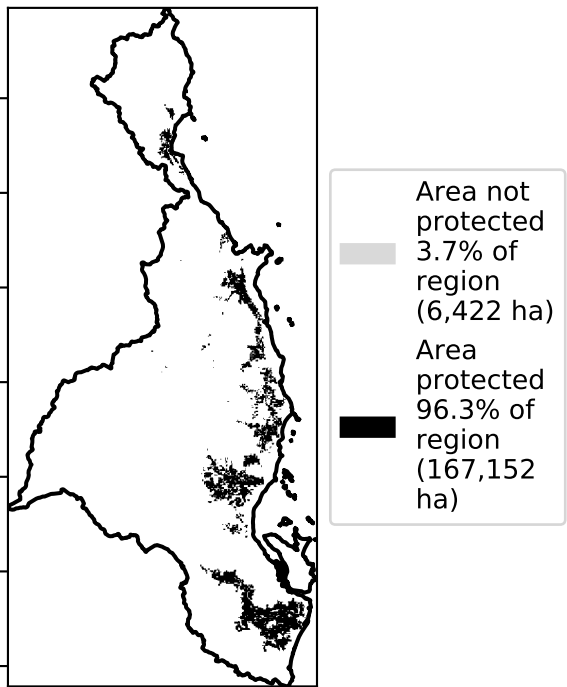 Area not
protected
3.7% of
region
(6,422 ha)
Area
protected
96.3% of
region
(167,152
ha)